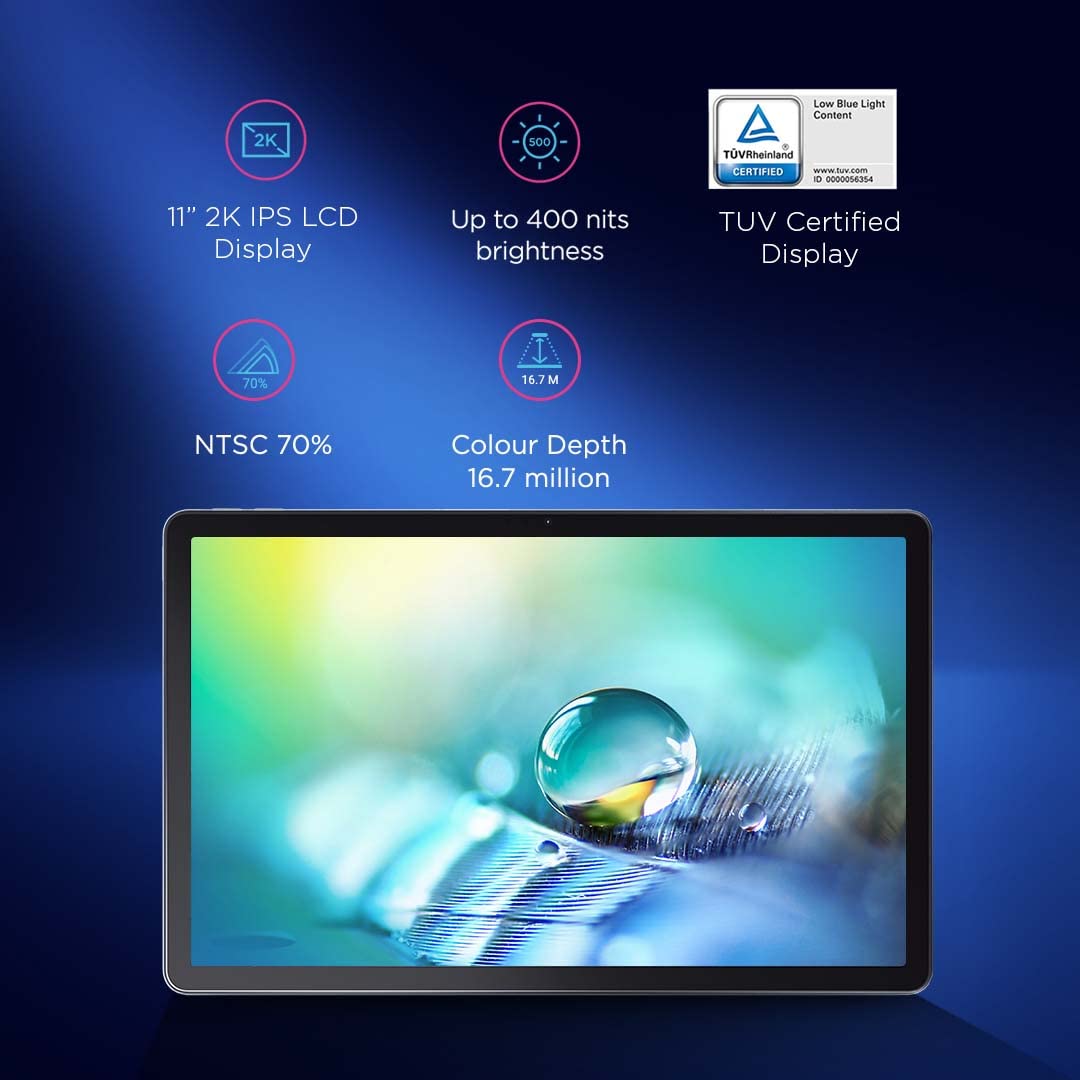 2K
11” 2K IPS LCD
Display
500
Up to 400 nits
brightness
TÜVRheinland®
CERTIFIED
Low Blue Light
Content
www.tuv.com
ID 0000056354
TUV Certified
Display
70%
NTSC 70%
16.7 M
Colour Depth
16.7 million